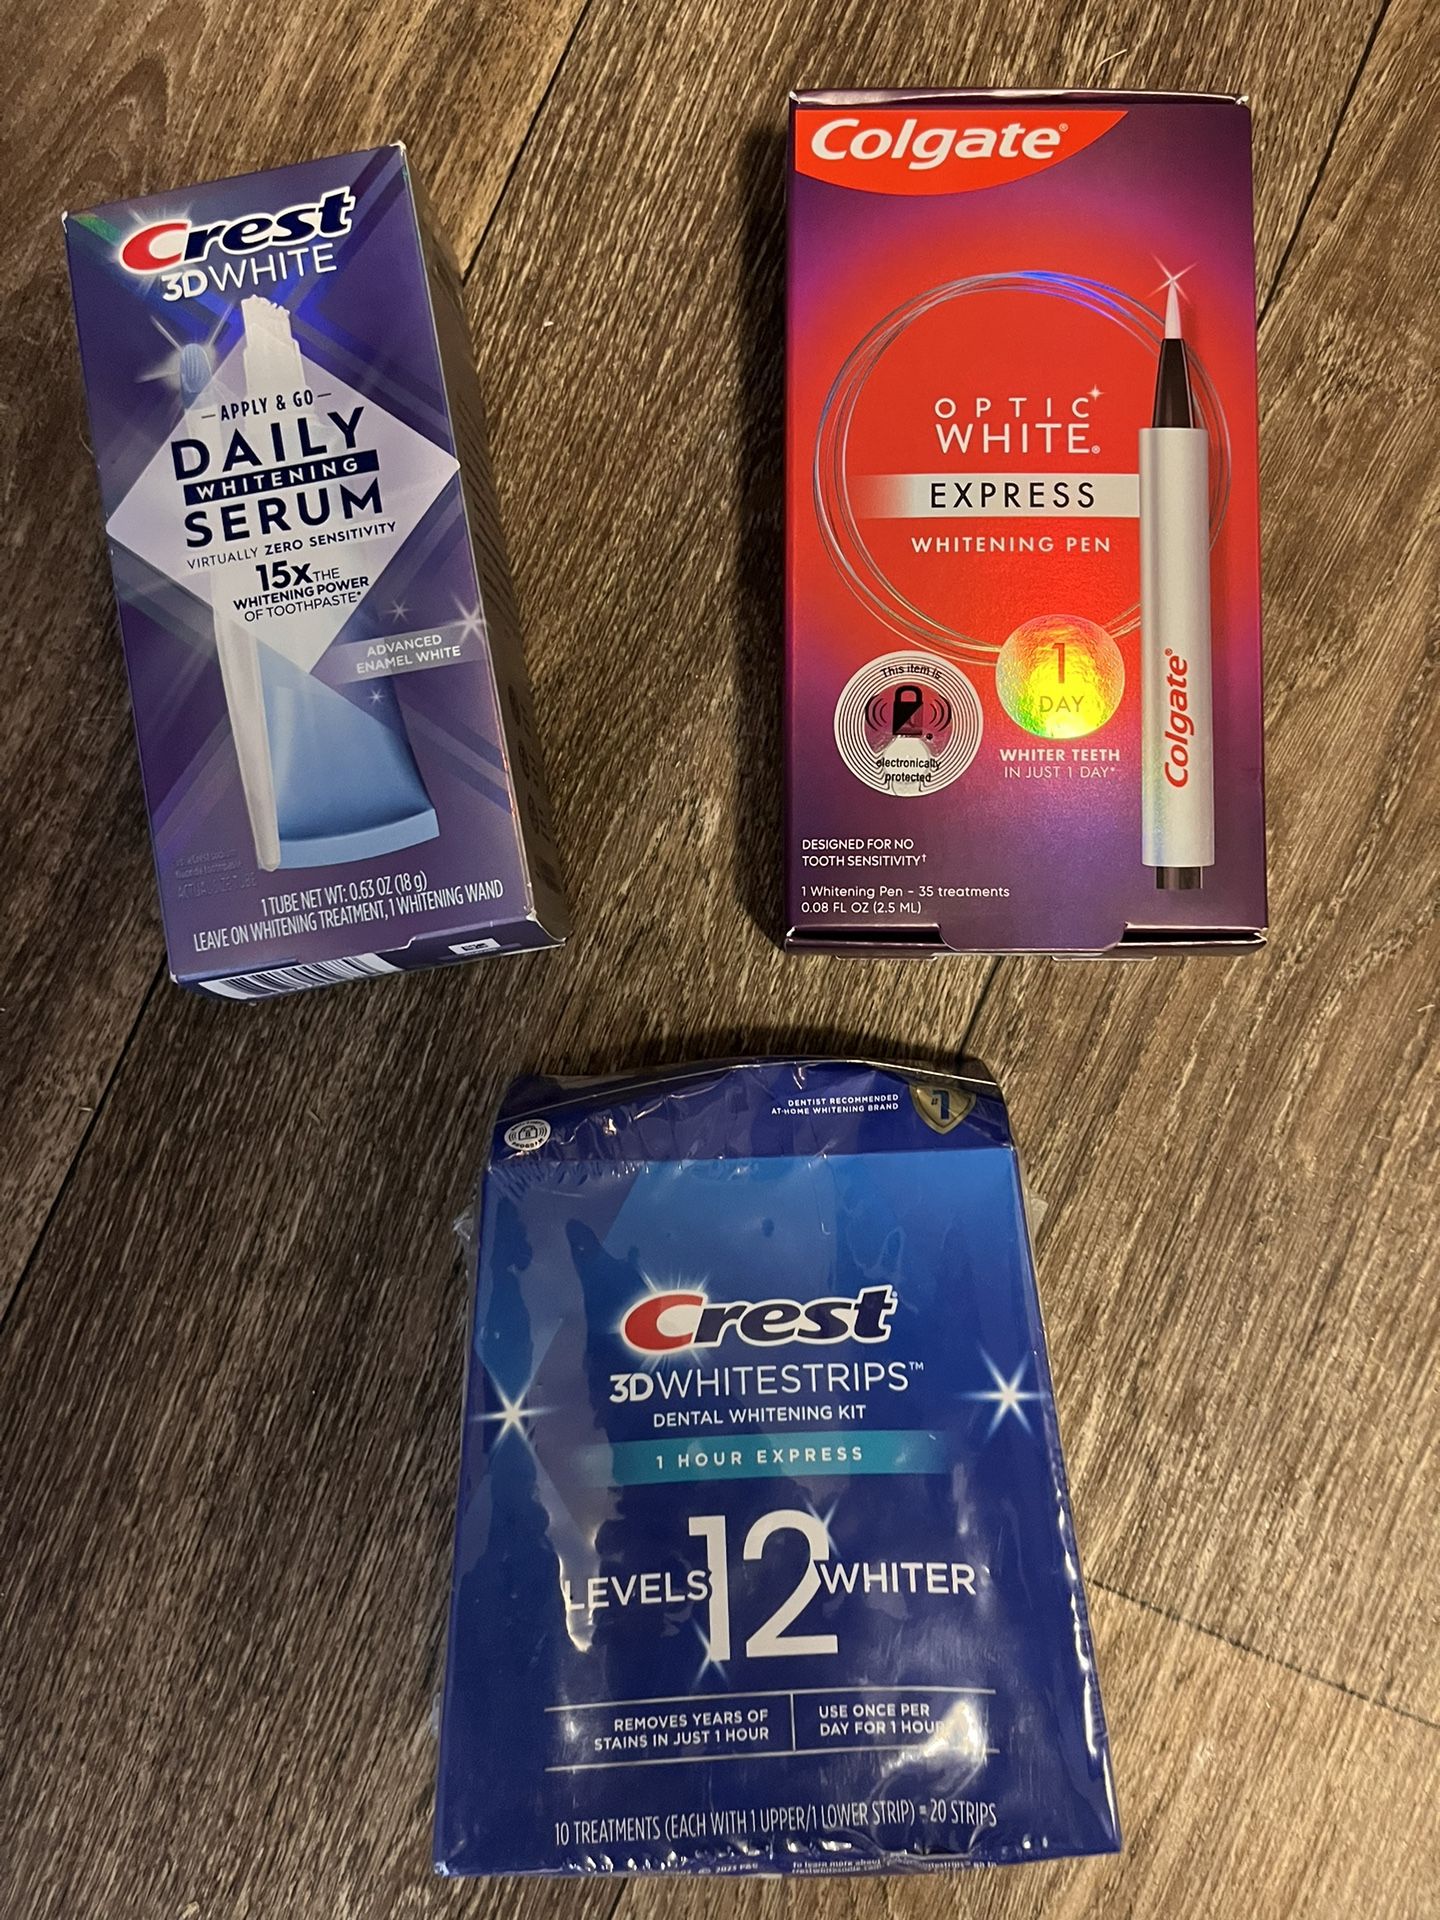 Crest
3DWHITE
APPLY & GO
DAILY
WHITENING
SERUM
VIRTUALLY ZERO SENSITIVITY
15x THE
WHITENING POWER
OF TOOTHPASTE*
ADVANCED
ENAMEL WHITE
1 TUBE NET WT: 0.63 OZ (18 g)
LEAVE ON WHITENING TREATMENT, 1 WHITENING WAND
Colgate®
OPTIC
WHITE®
EXPRESS
WHITENING PEN
This item is
electronically
protected
1
DAY
WHITER TEETH
IN JUST 1 DAY*
Colgate®
DESIGNED FOR NO
TOOTH SENSITIVITY†
1 Whitening Pen - 35 treatments
0.08 FL OZ (2.5 ML)
DENTIST RECOMMENDED
AT-HOME WHITENING BRAND
#1
Crest
3DWHITESTRIPS™
DENTAL WHITENING KIT
1 HOUR EXPRESS
LEVELS 12 WHITER
REMOVES YEARS OF
STAINS IN JUST 1 HOUR
USE ONCE PER
DAY FOR 1 HOUR
10 TREATMENTS (EACH WITH 1 UPPER/1 LOWER STRIP) = 20 STRIPS